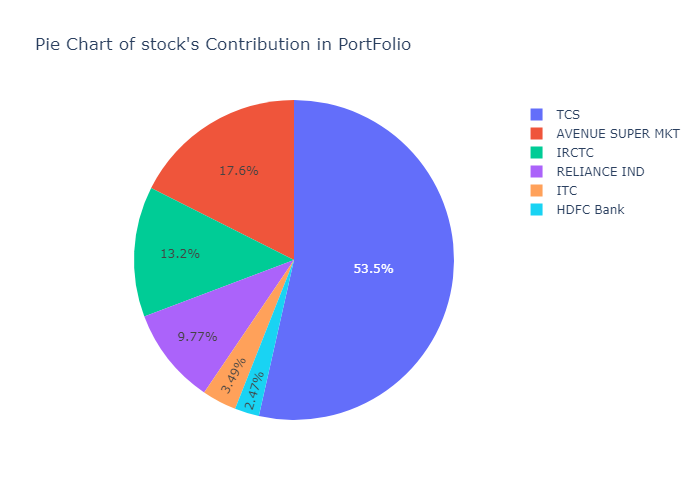 Pie Chart of stock's Contribution in PortFolio
TCS
AVENUE SUPER MKT
IRCTC
RELIANCE IND
ITC
HDFC Bank
17.6%
13.2%
53.5%
9.77%
3.49%
2.47%